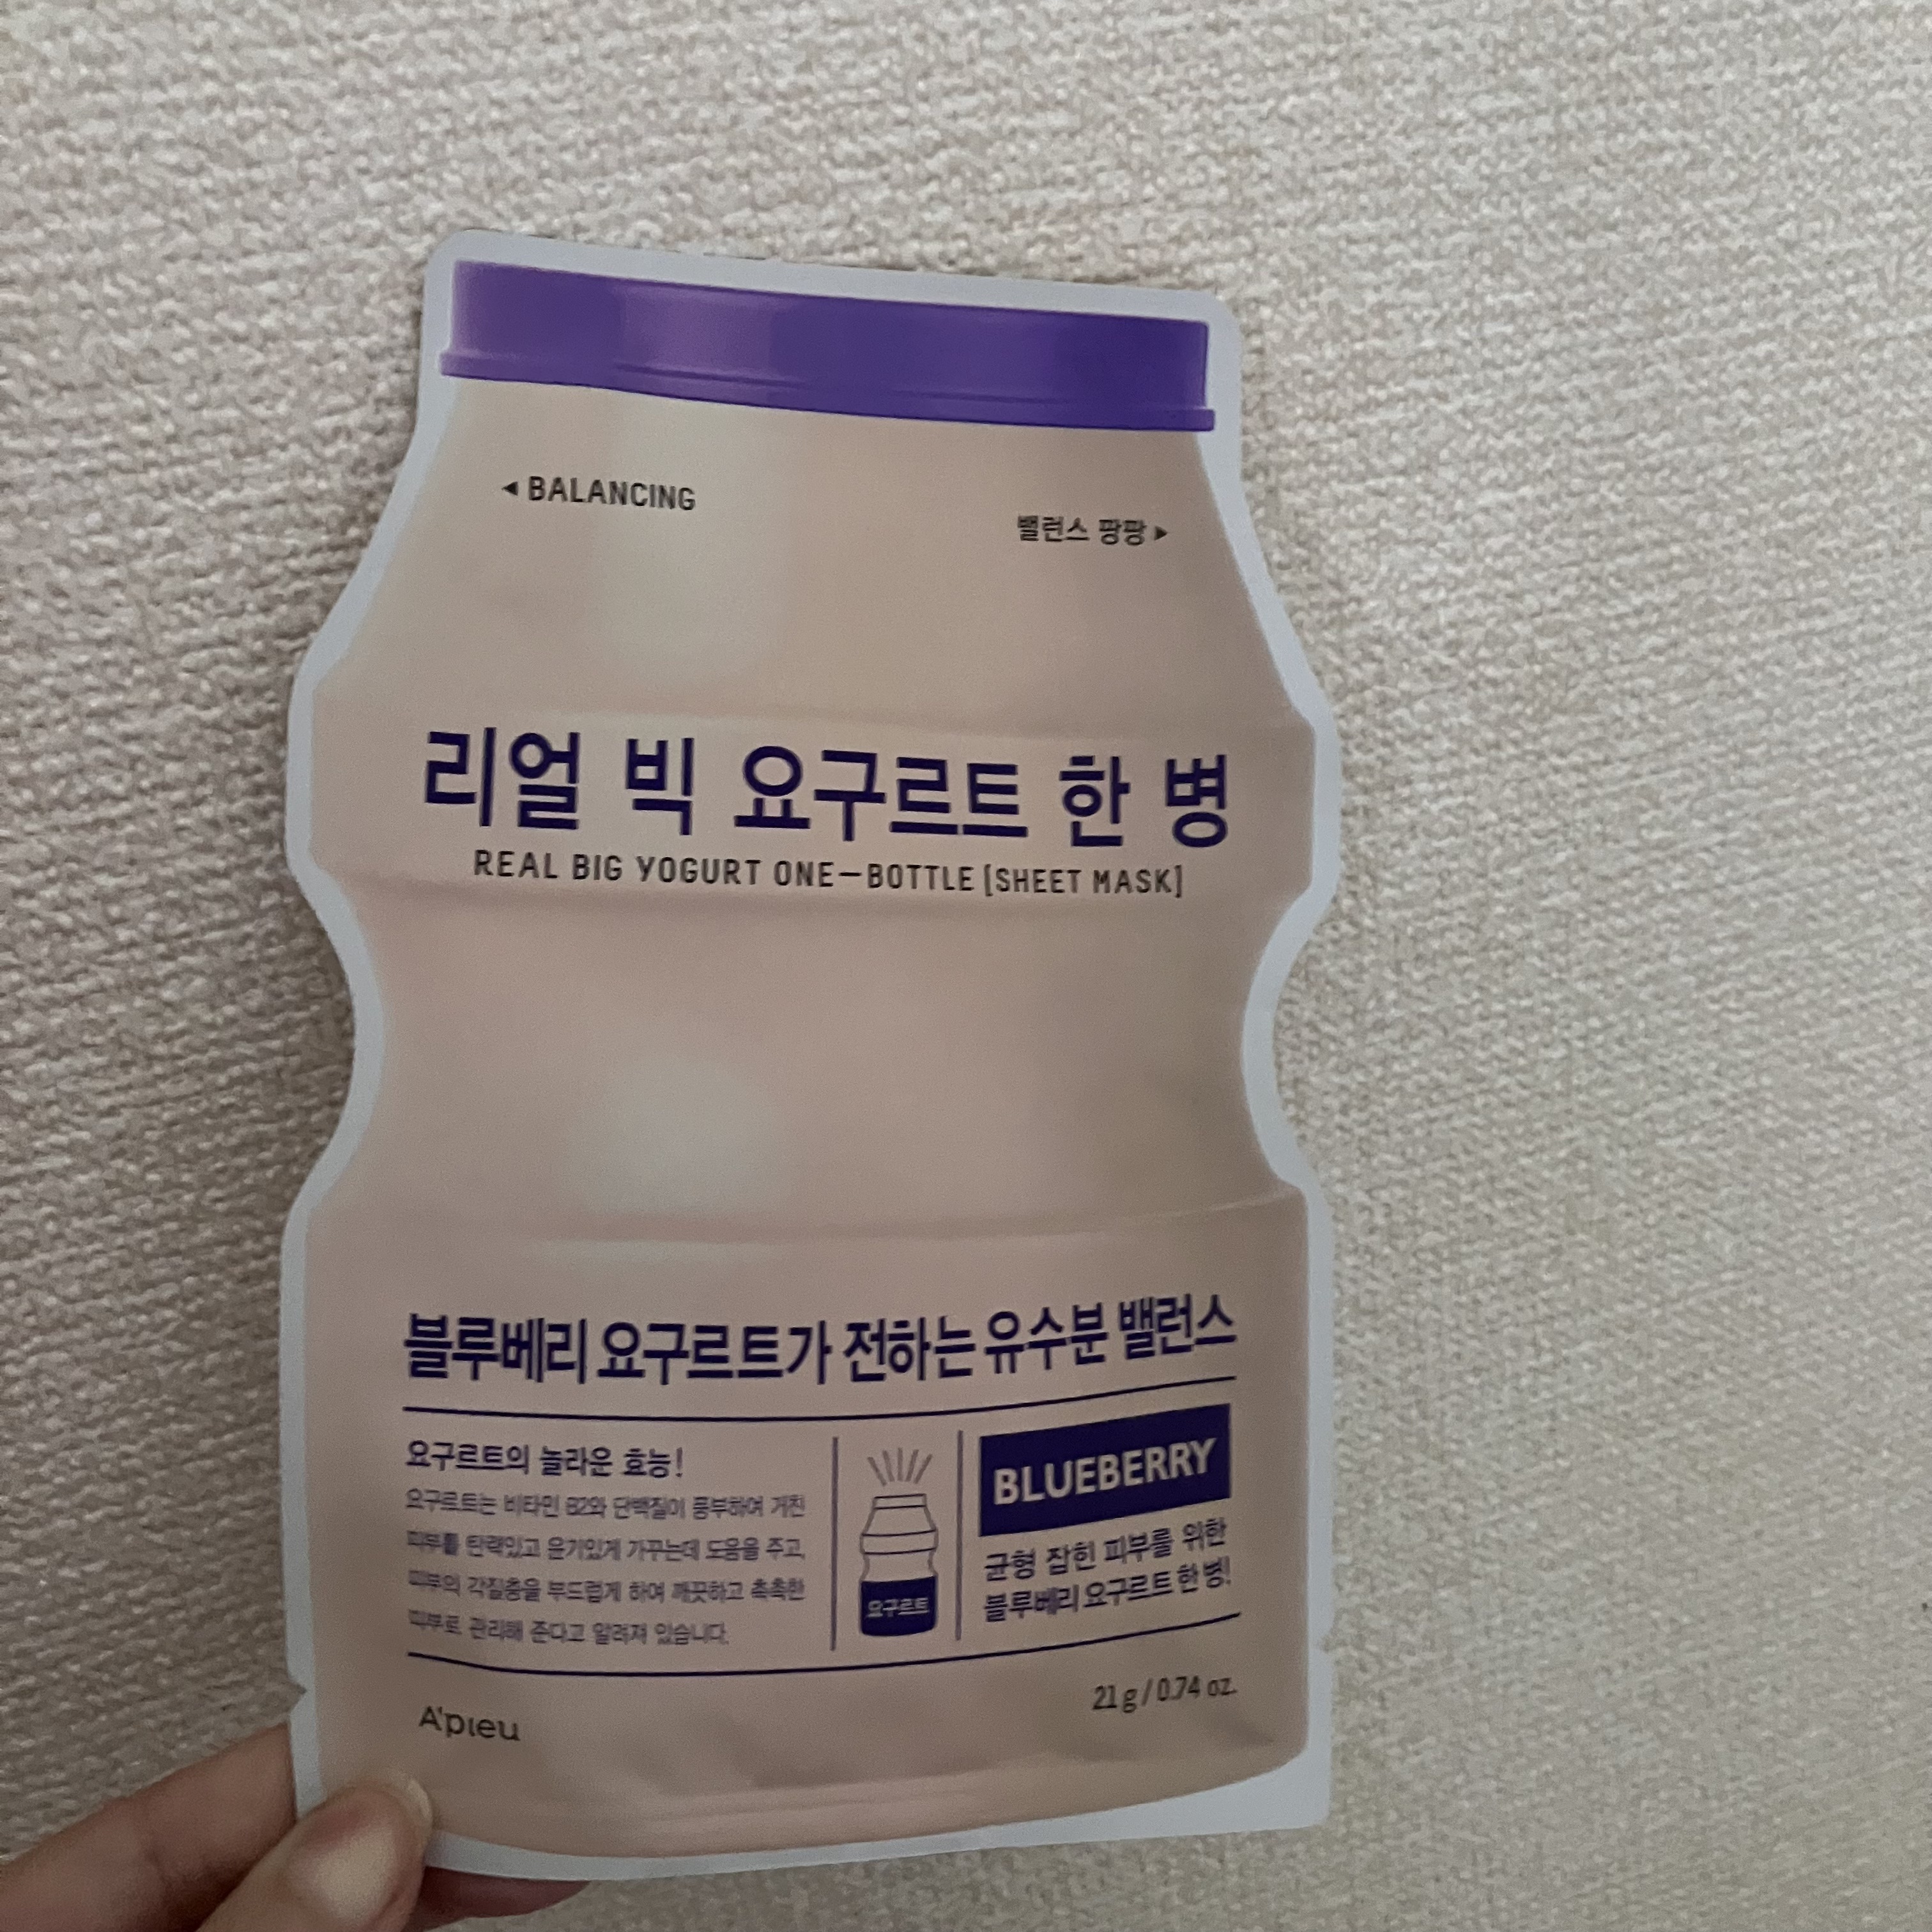 ◀ BALANCING
밸런스 팡팡 ▶
리얼 빅 요구르트 한 병
REAL BIG YOGURT ONE-BOTTLE [SHEET MASK]
블루베리 요구르트가 전하는 유수분 밸런스
요구르트의 놀라운 효능!
요구르트는 비타민 B2와 단백질이 풍부하여 거친
피부를 탄력있고 윤기있게 가꾸는데 도움을 주고,
피부의 각질층을 부드럽게 하여 깨끗하고 촉촉한
피부로 관리해 준다고 알려져 있습니다.
요구르트
BLUEBERRY
균형 잡힌 피부를 위한
블루베리 요구르트 한 병!
21 g / 0.74 oz.
A'pieu